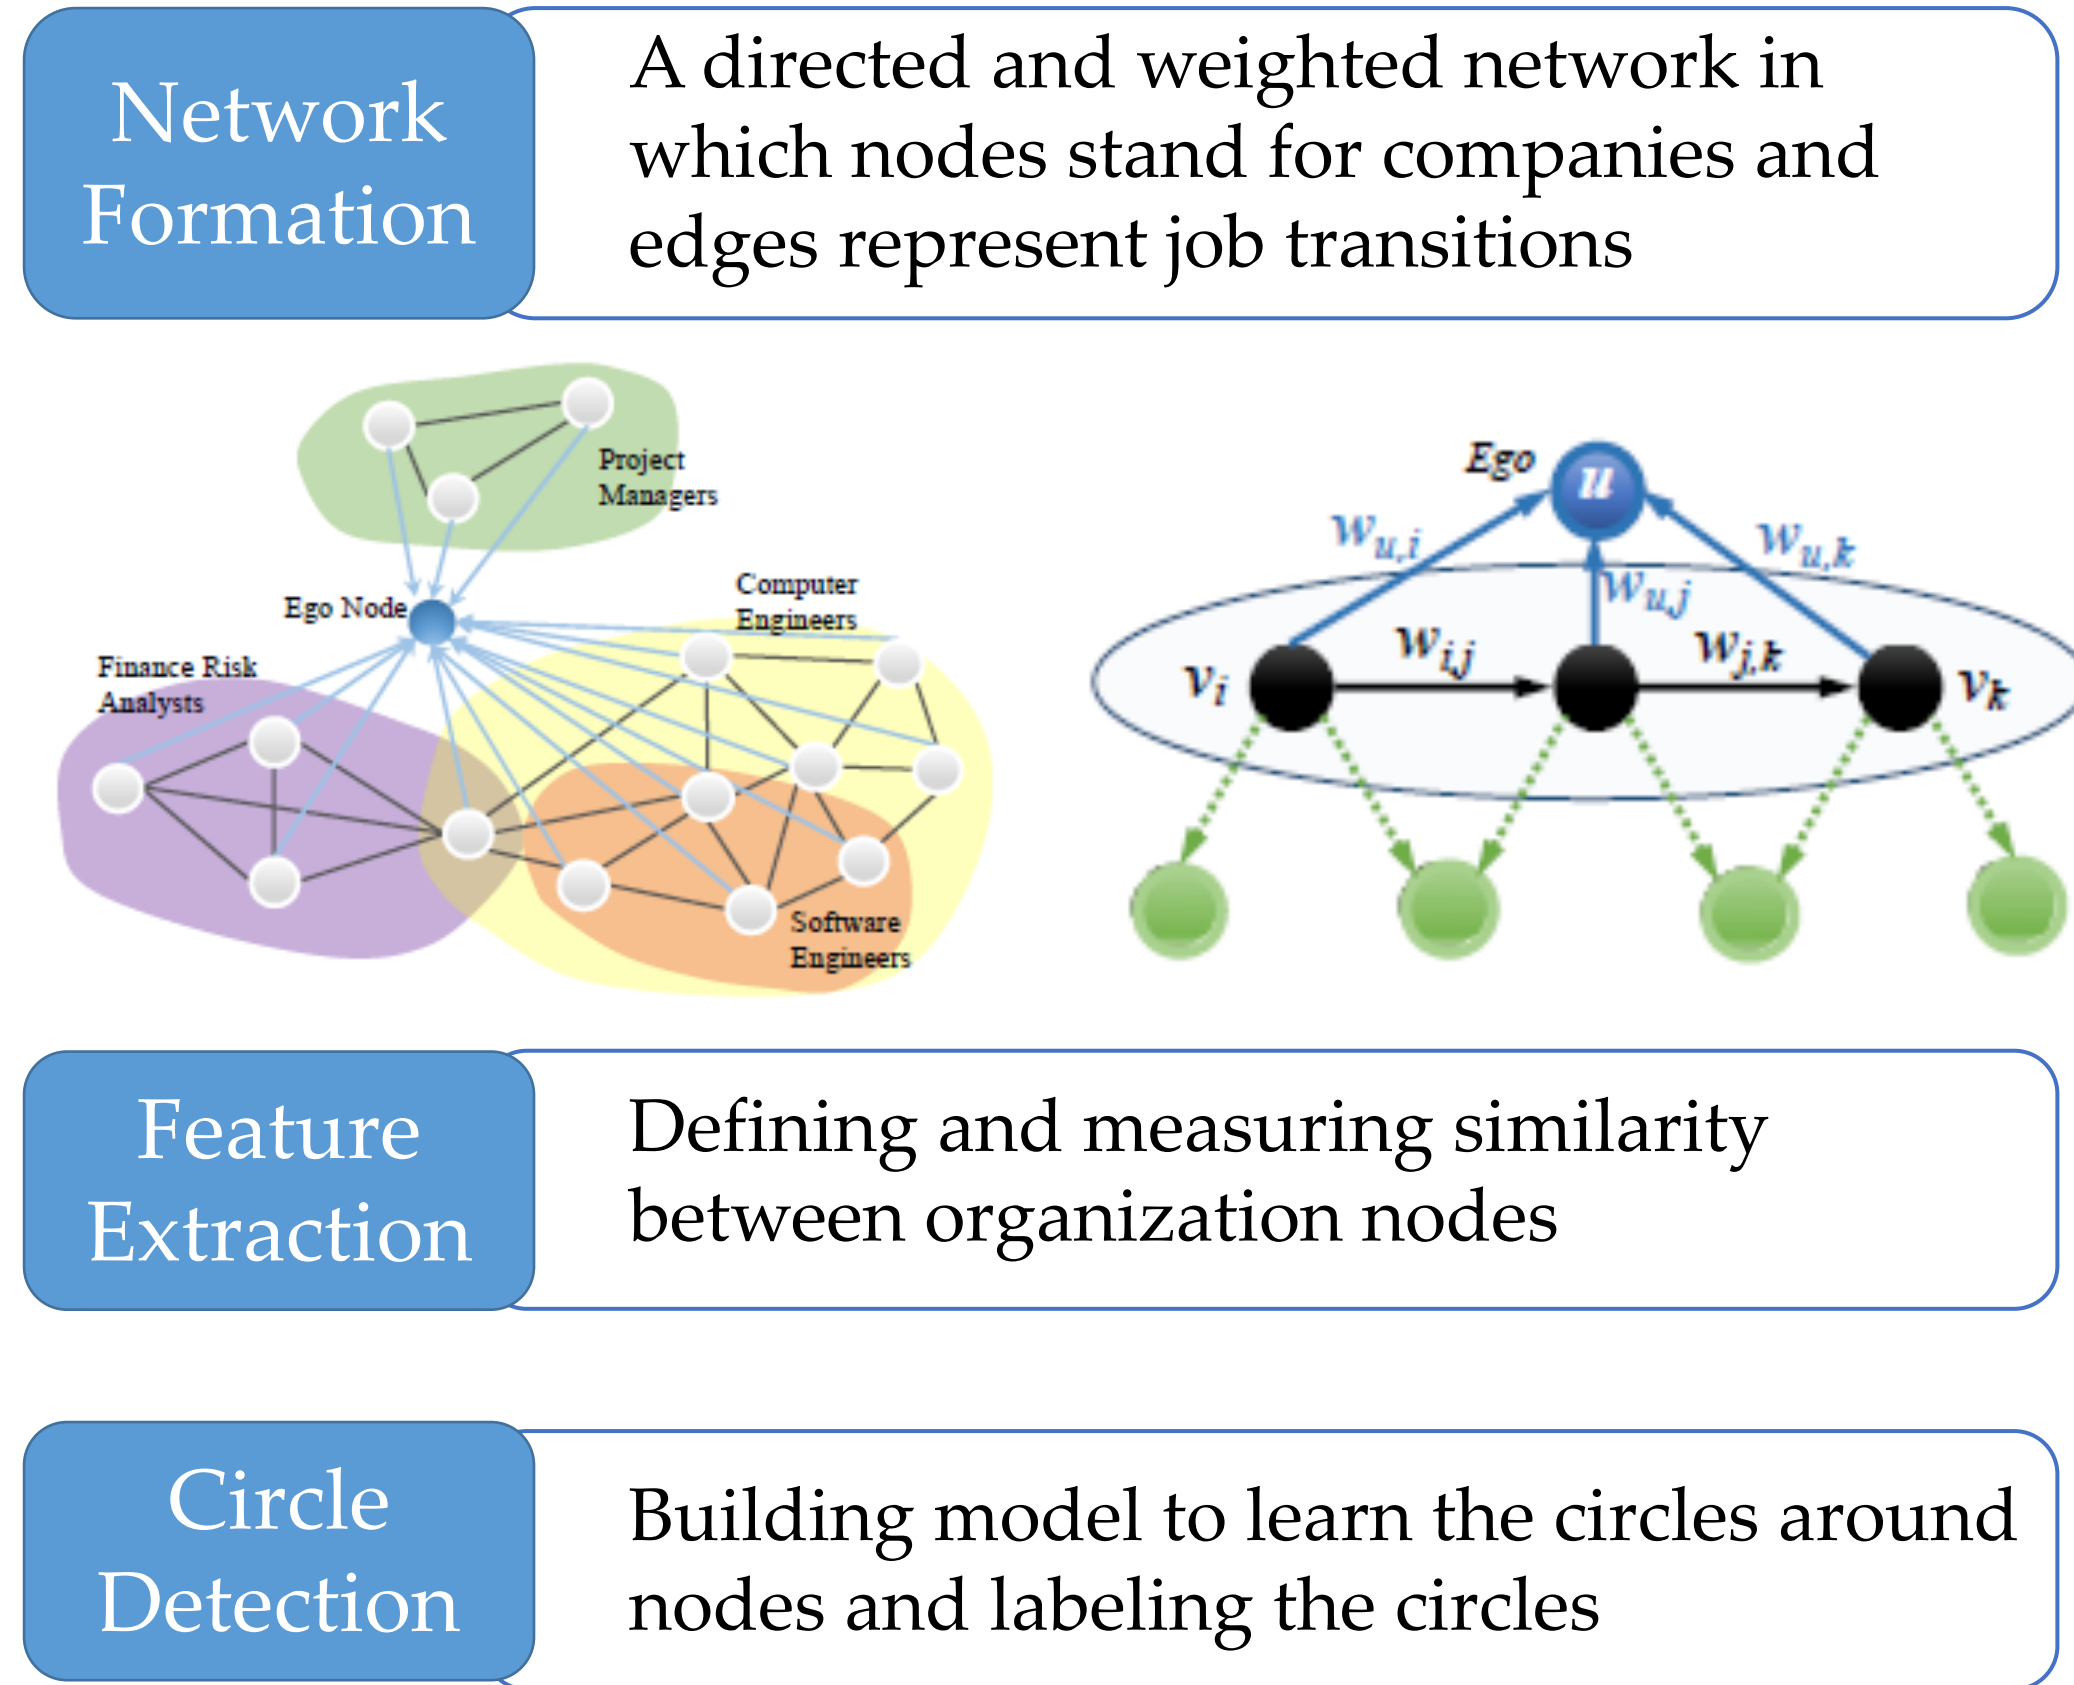 Network
Formation
A directed and weighted network in
which nodes stand for companies and
edges represent job transitions
Project
Managers
Ego Node
Computer
Engineers
Finance Risk
Analysts
Software
Engineers
Ego
u
w_{u,i}
w_{u,j}
w_{u,k}
v_i
w_{i,j}
w_{j,k}
v_k
Feature
Extraction
Defining and measuring similarity
between organization nodes
Circle
Detection
Building model to learn the circles around
nodes and labeling the circles